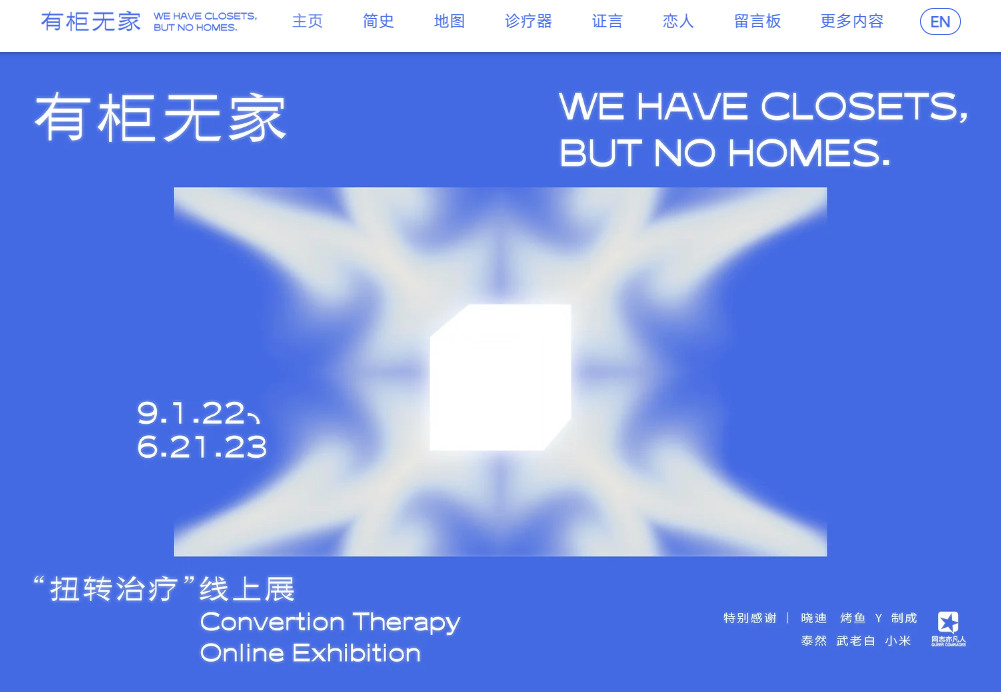 有柜无家 WE HAVE CLOSETS,
BUT NO HOMES.
主页 简史 地图 诊疗器 证言 恋人 留言板 更多内容 EN
有柜无家
WE HAVE CLOSETS,
BUT NO HOMES.
9.1.22
6.21.23
“扭转治疗”线上展
Convertion Therapy
Online Exhibition
特别感谢 | 晓迪 烤鱼 Y 制成
泰然 武老白 小米
同志亦凡人
QUEER COMRADES